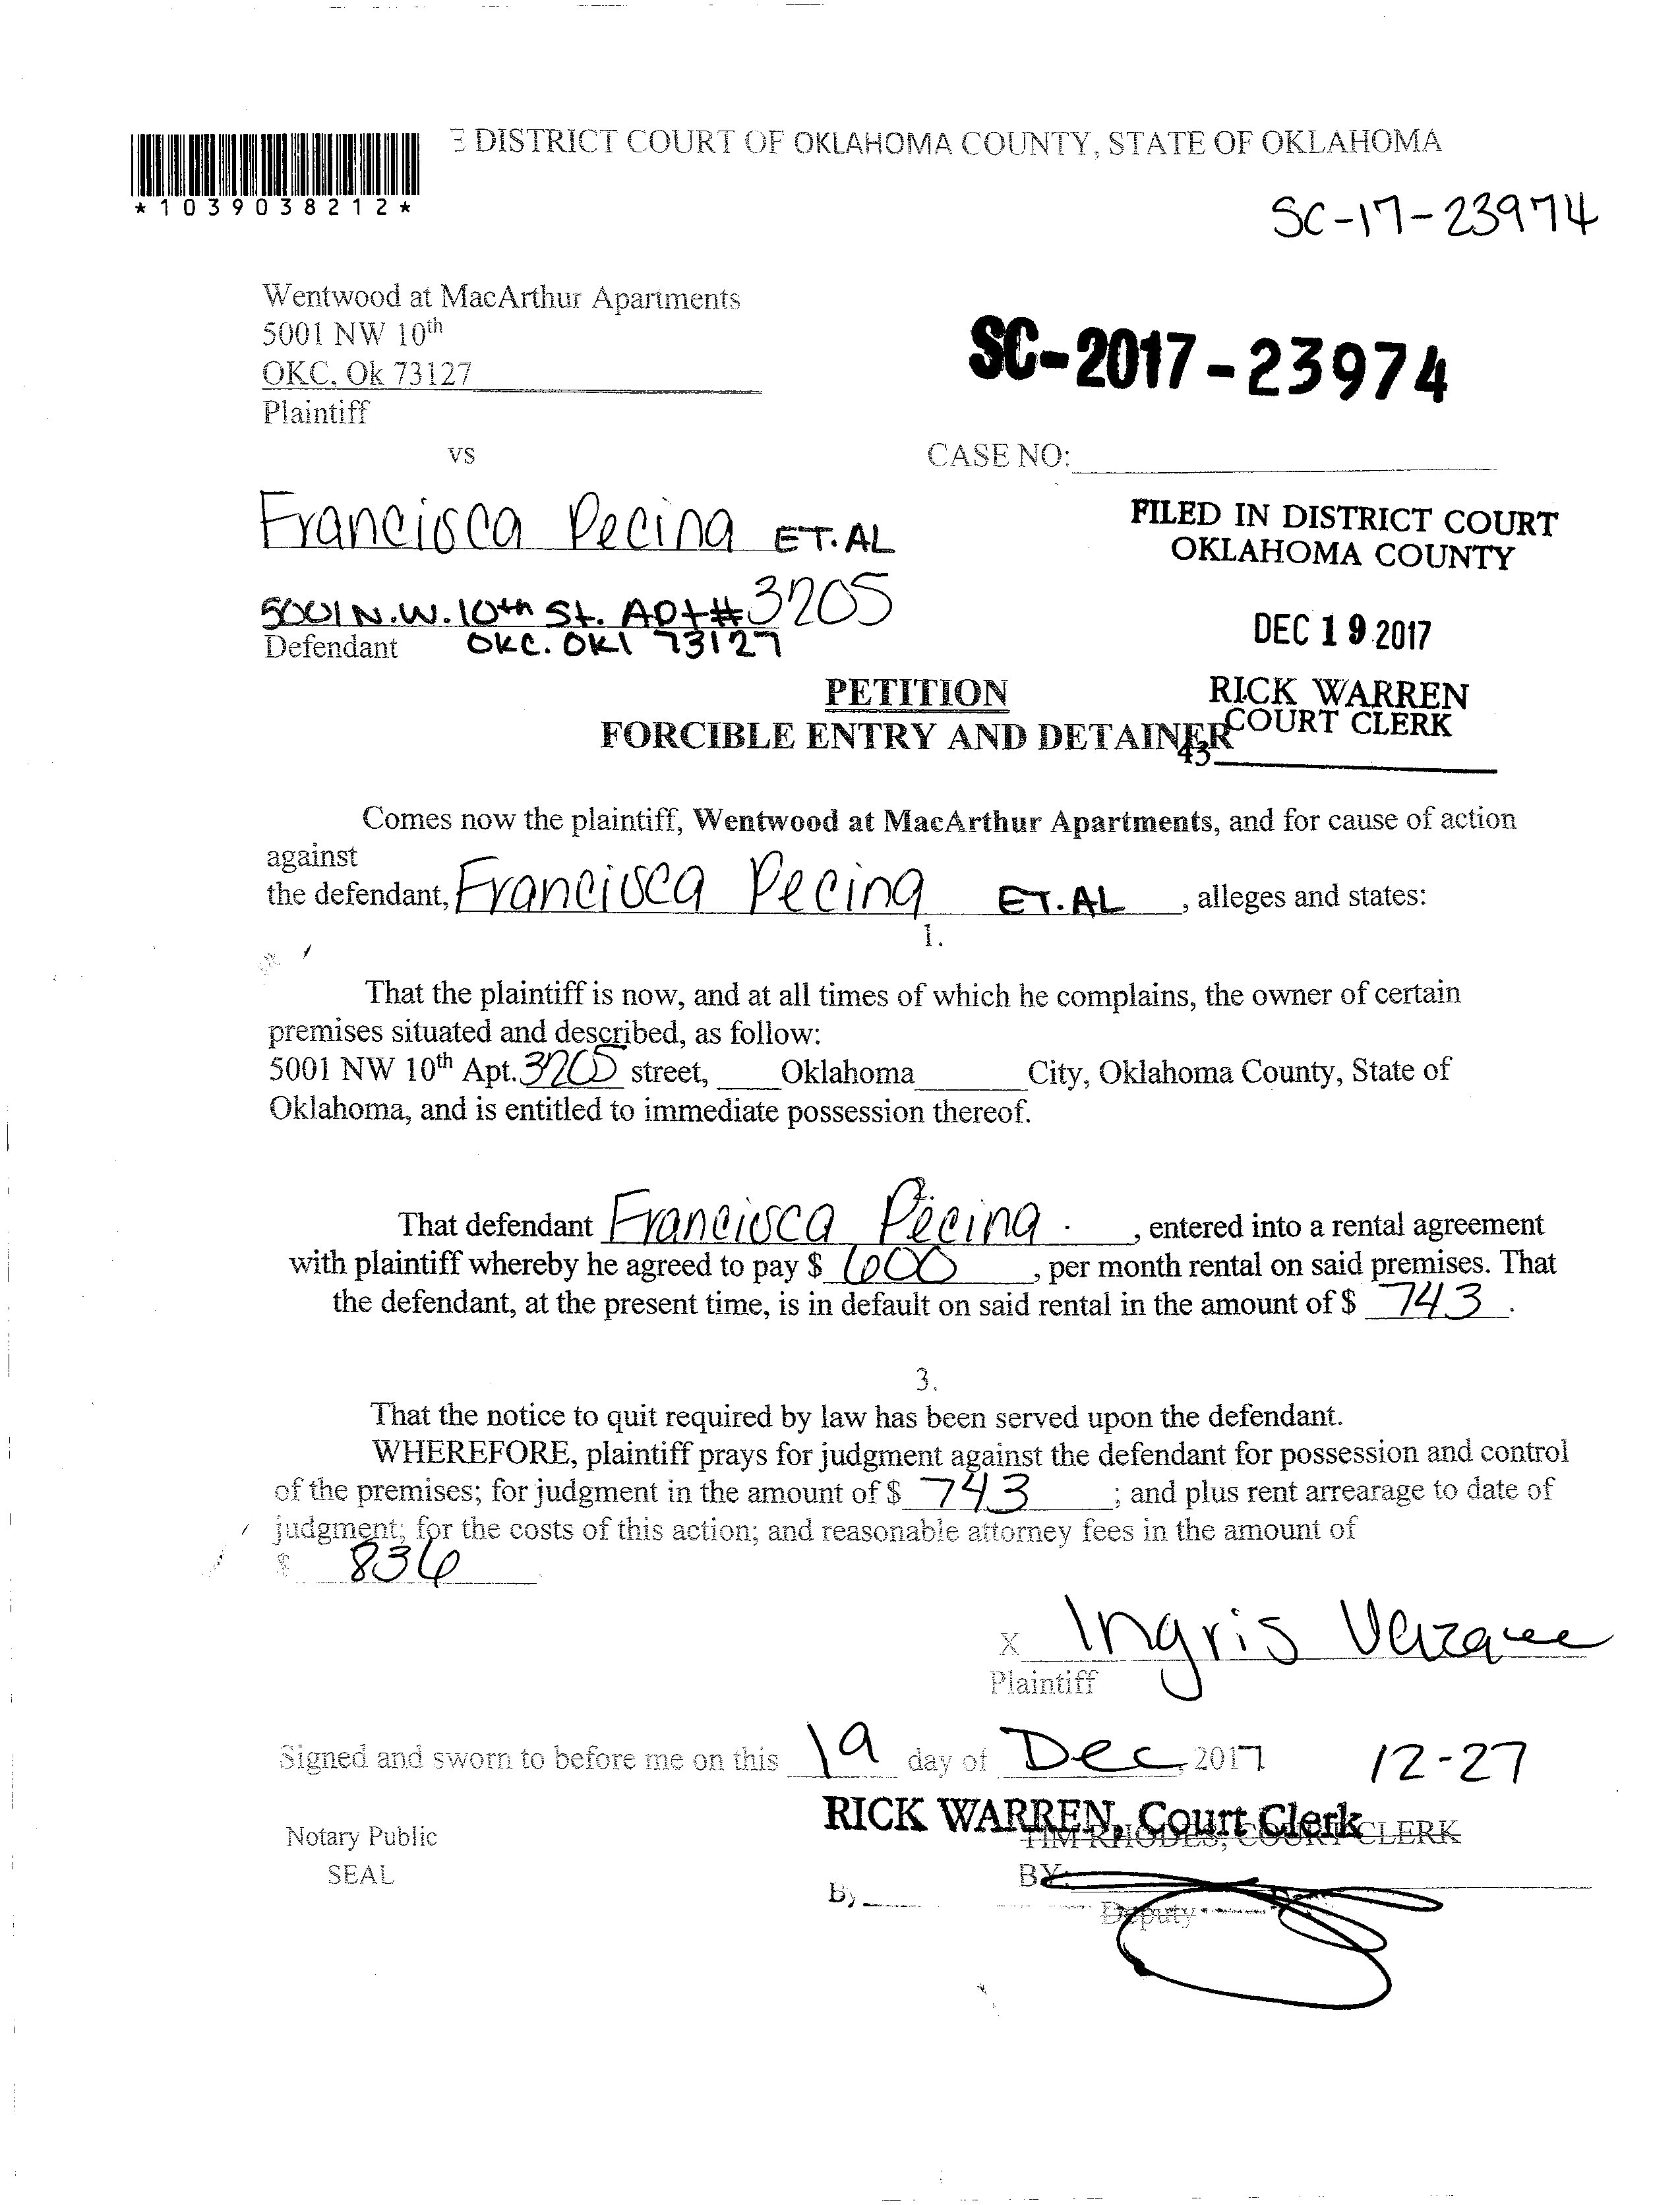 DISTRICT COURT OF OKLAHOMA COUNTY, STATE OF OKLAHOMA
*1039038212*
SC-17-23974
Wentwood at MacArthur Apartments
5001 NW 10th
OKC, Ok 73127
SC-2017-23974
Plaintiff
vs
CASE NO:
Francisca Pecina ET.AL
FILED IN DISTRICT COURT
OKLAHOMA COUNTY
5001 N.W. 10th St. Apt# 3205
Defendant OKC. OKl 73127
DEC 19 2017
PETITION
RICK WARREN
COURT CLERK
FORCIBLE ENTRY AND DETAINER
43
Comes now the plaintiff, Wentwood at MacArthur Apartments, and for cause of action
against
the defendant, Francisca Pecina ET.AL , alleges and states:
1.
That the plaintiff is now, and at all times of which he complains, the owner of certain
premises situated and described, as follow:
5001 NW 10th Apt. 3205 street, Oklahoma City, Oklahoma County, State of
Oklahoma, and is entitled to immediate possession thereof.
That defendant Francisca Pecina . , entered into a rental agreement
with plaintiff whereby he agreed to pay $ 600 , per month rental on said premises. That
the defendant, at the present time, is in default on said rental in the amount of $ 743 .
3.
That the notice to quit required by law has been served upon the defendant.
WHEREFORE, plaintiff prays for judgment against the defendant for possession and control
of the premises; for judgment in the amount of $ 743 ; and plus rent arrearage to date of
judgment; for the costs of this action; and reasonable attorney fees in the amount of
$ 836
X Ingris Vazquez
Plaintiff
Signed and sworn to before me on this 19 day of Dec, 2017 12-27
RICK WARREN, Court Clerk
TIM RHODES, COURT CLERK
Notary Public
SEAL
BY:
By
Deputy